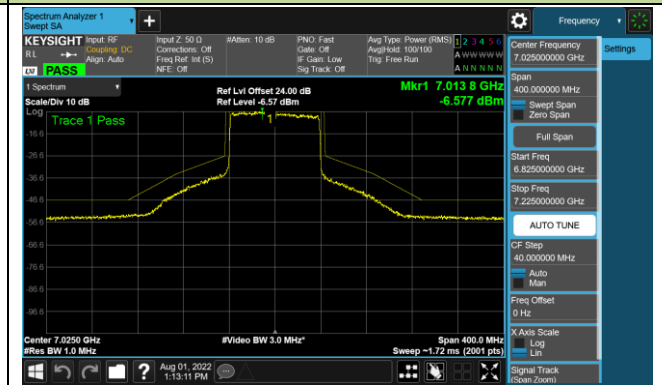 Spectrum Analyzer 1
Swept SA
Frequency
KEYSIGHT
RL
Input: RF
Coupling: DC
Align: Auto
Input Z: 50 Ω
Corrections: Off
Freq Ref: Int (S)
NFE: Off
#Atten: 10 dB
PNO: Fast
Gate: Off
IF Gain: Low
Sig Track: Off
Avg Type: Power (RMS)
Avg|Hold: 100/100
Trig: Free Run
1 2 3 4 5 6
A W W W W W
A N N N N N
LXI
PASS
1 Spectrum
Scale/Div 10 dB
Ref Lvl Offset 24.00 dB
Ref Level -6.57 dBm
Mkr1 7.013 8 GHz
-6.577 dBm
Log
Trace 1 Pass
1
-16.6
-26.6
-36.6
-46.6
-56.6
-66.6
-76.6
-86.6
-96.6
Center 7.0250 GHz
#Video BW 3.0 MHz*
Span 400.0 MHz
#Res BW 1.0 MHz
Sweep ~1.72 ms (2001 pts)
Aug 01, 2022
1:13:11 PM
Center Frequency
7.025000000 GHz
Settings
Span
400.000000 MHz
Swept Span
Zero Span
Full Span
Start Freq
6.825000000 GHz
Stop Freq
7.225000000 GHz
AUTO TUNE
CF Step
40.000000 MHz
Auto
Man
Freq Offset
0 Hz
X Axis Scale
Log
Lin
Signal Track
(Span Zoom)